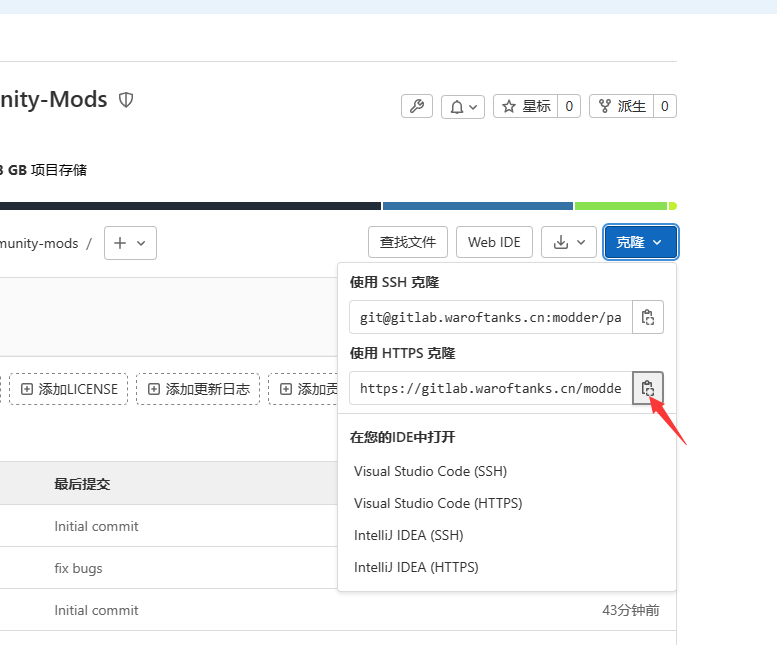 nity-Mods
星标 0
派生 0
GB 项目存储
munity-mods /
查找文件
Web IDE
克隆
使用 SSH 克隆
git@gitlab.waroftanks.cn:modder/pa
使用 HTTPS 克隆
https://gitlab.waroftanks.cn/modde
添加LICENSE
添加更新日志
添加贡
在您的IDE中打开
Visual Studio Code (SSH)
Visual Studio Code (HTTPS)
IntelliJ IDEA (SSH)
IntelliJ IDEA (HTTPS)
最后提交
Initial commit
fix bugs
Initial commit
43分钟前